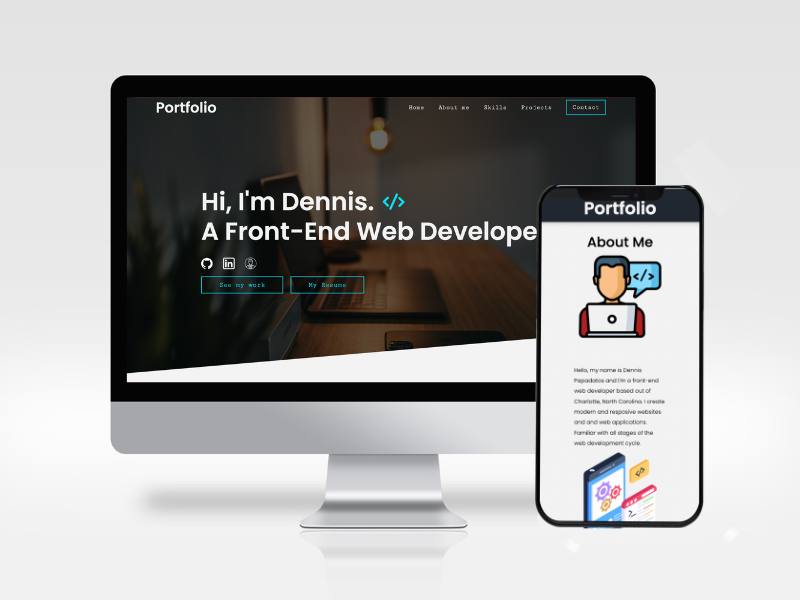 Portfolio
Home About me Skills Projects Contact
Hi, I'm Dennis. </>
A Front-End Web Develope
in
See my work My Resume
Portfolio
About Me
</>
Hello, my name is Dennis
Papadatos and I'm a front-end
web developer based out of
Charlotte, North Carolina. I create
modern and resposive websites
and and web applications.
Familiar with all stages of the
web development cycle.
</>
>_